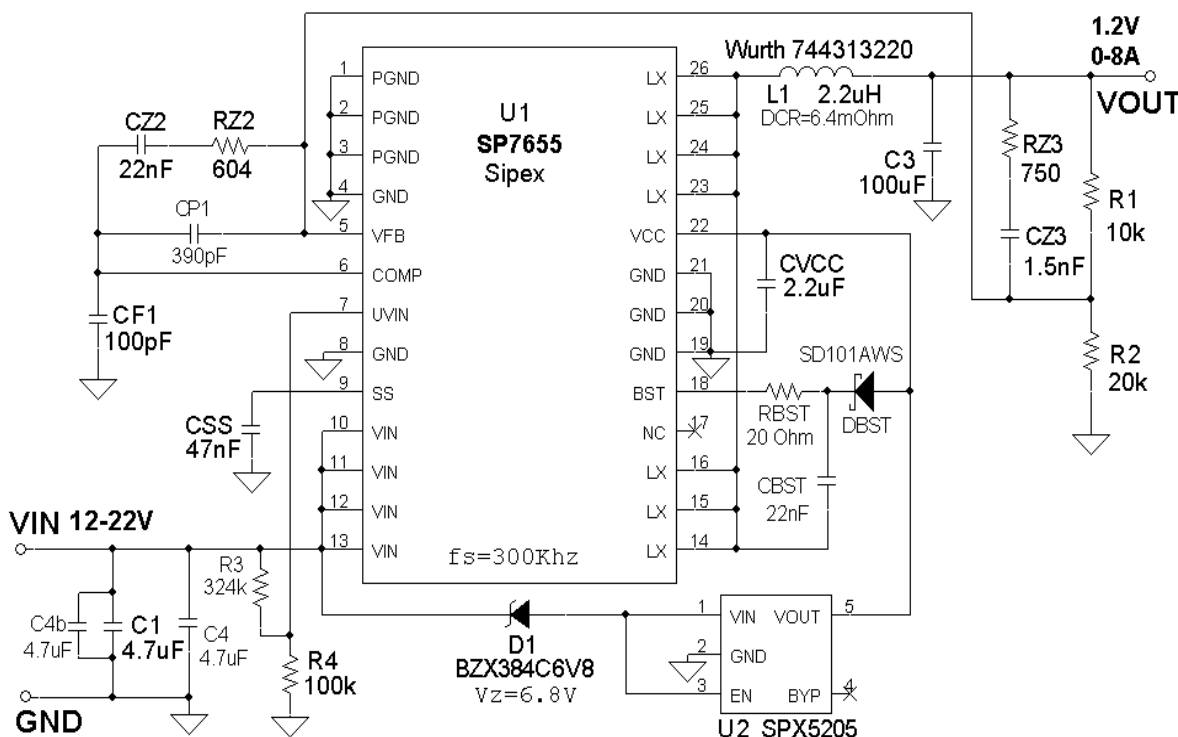 Wurth 744313220
1.2V
0-8A
VOUT
L1 2.2uH
DCR=6.4mOhm
U1
SP7655
Sipex
1 PGND
2 PGND
3 PGND
4 GND
5 VFB
6 COMP
7 UVIN
8 GND
9 SS
10 VIN
11 VIN
12 VIN
13 VIN
LX 26
LX 25
LX 24
LX 23
VCC 22
GND 21
GND 20
GND 19
BST 18
NC 17
LX 16
LX 15
LX 14
fs=300Khz
CZ2
22nF
RZ2
604
CP1
390pF
CF1
100pF
CSS
47nF
C3
100uF
RZ3
750
CZ3
1.5nF
R1
10k
R2
20k
CVCC
2.2uF
SD101AWS
DBST
RBST
20 Ohm
CBST
22nF
VIN 12-22V
C4b
4.7uF
C1
4.7uF
C4
4.7uF
R3
324k
R4
100k
GND
D1
BZX384C6V8
Vz=6.8V
1 VIN VOUT 5
2 GND
3 EN BYP 4
U2 SPX5205